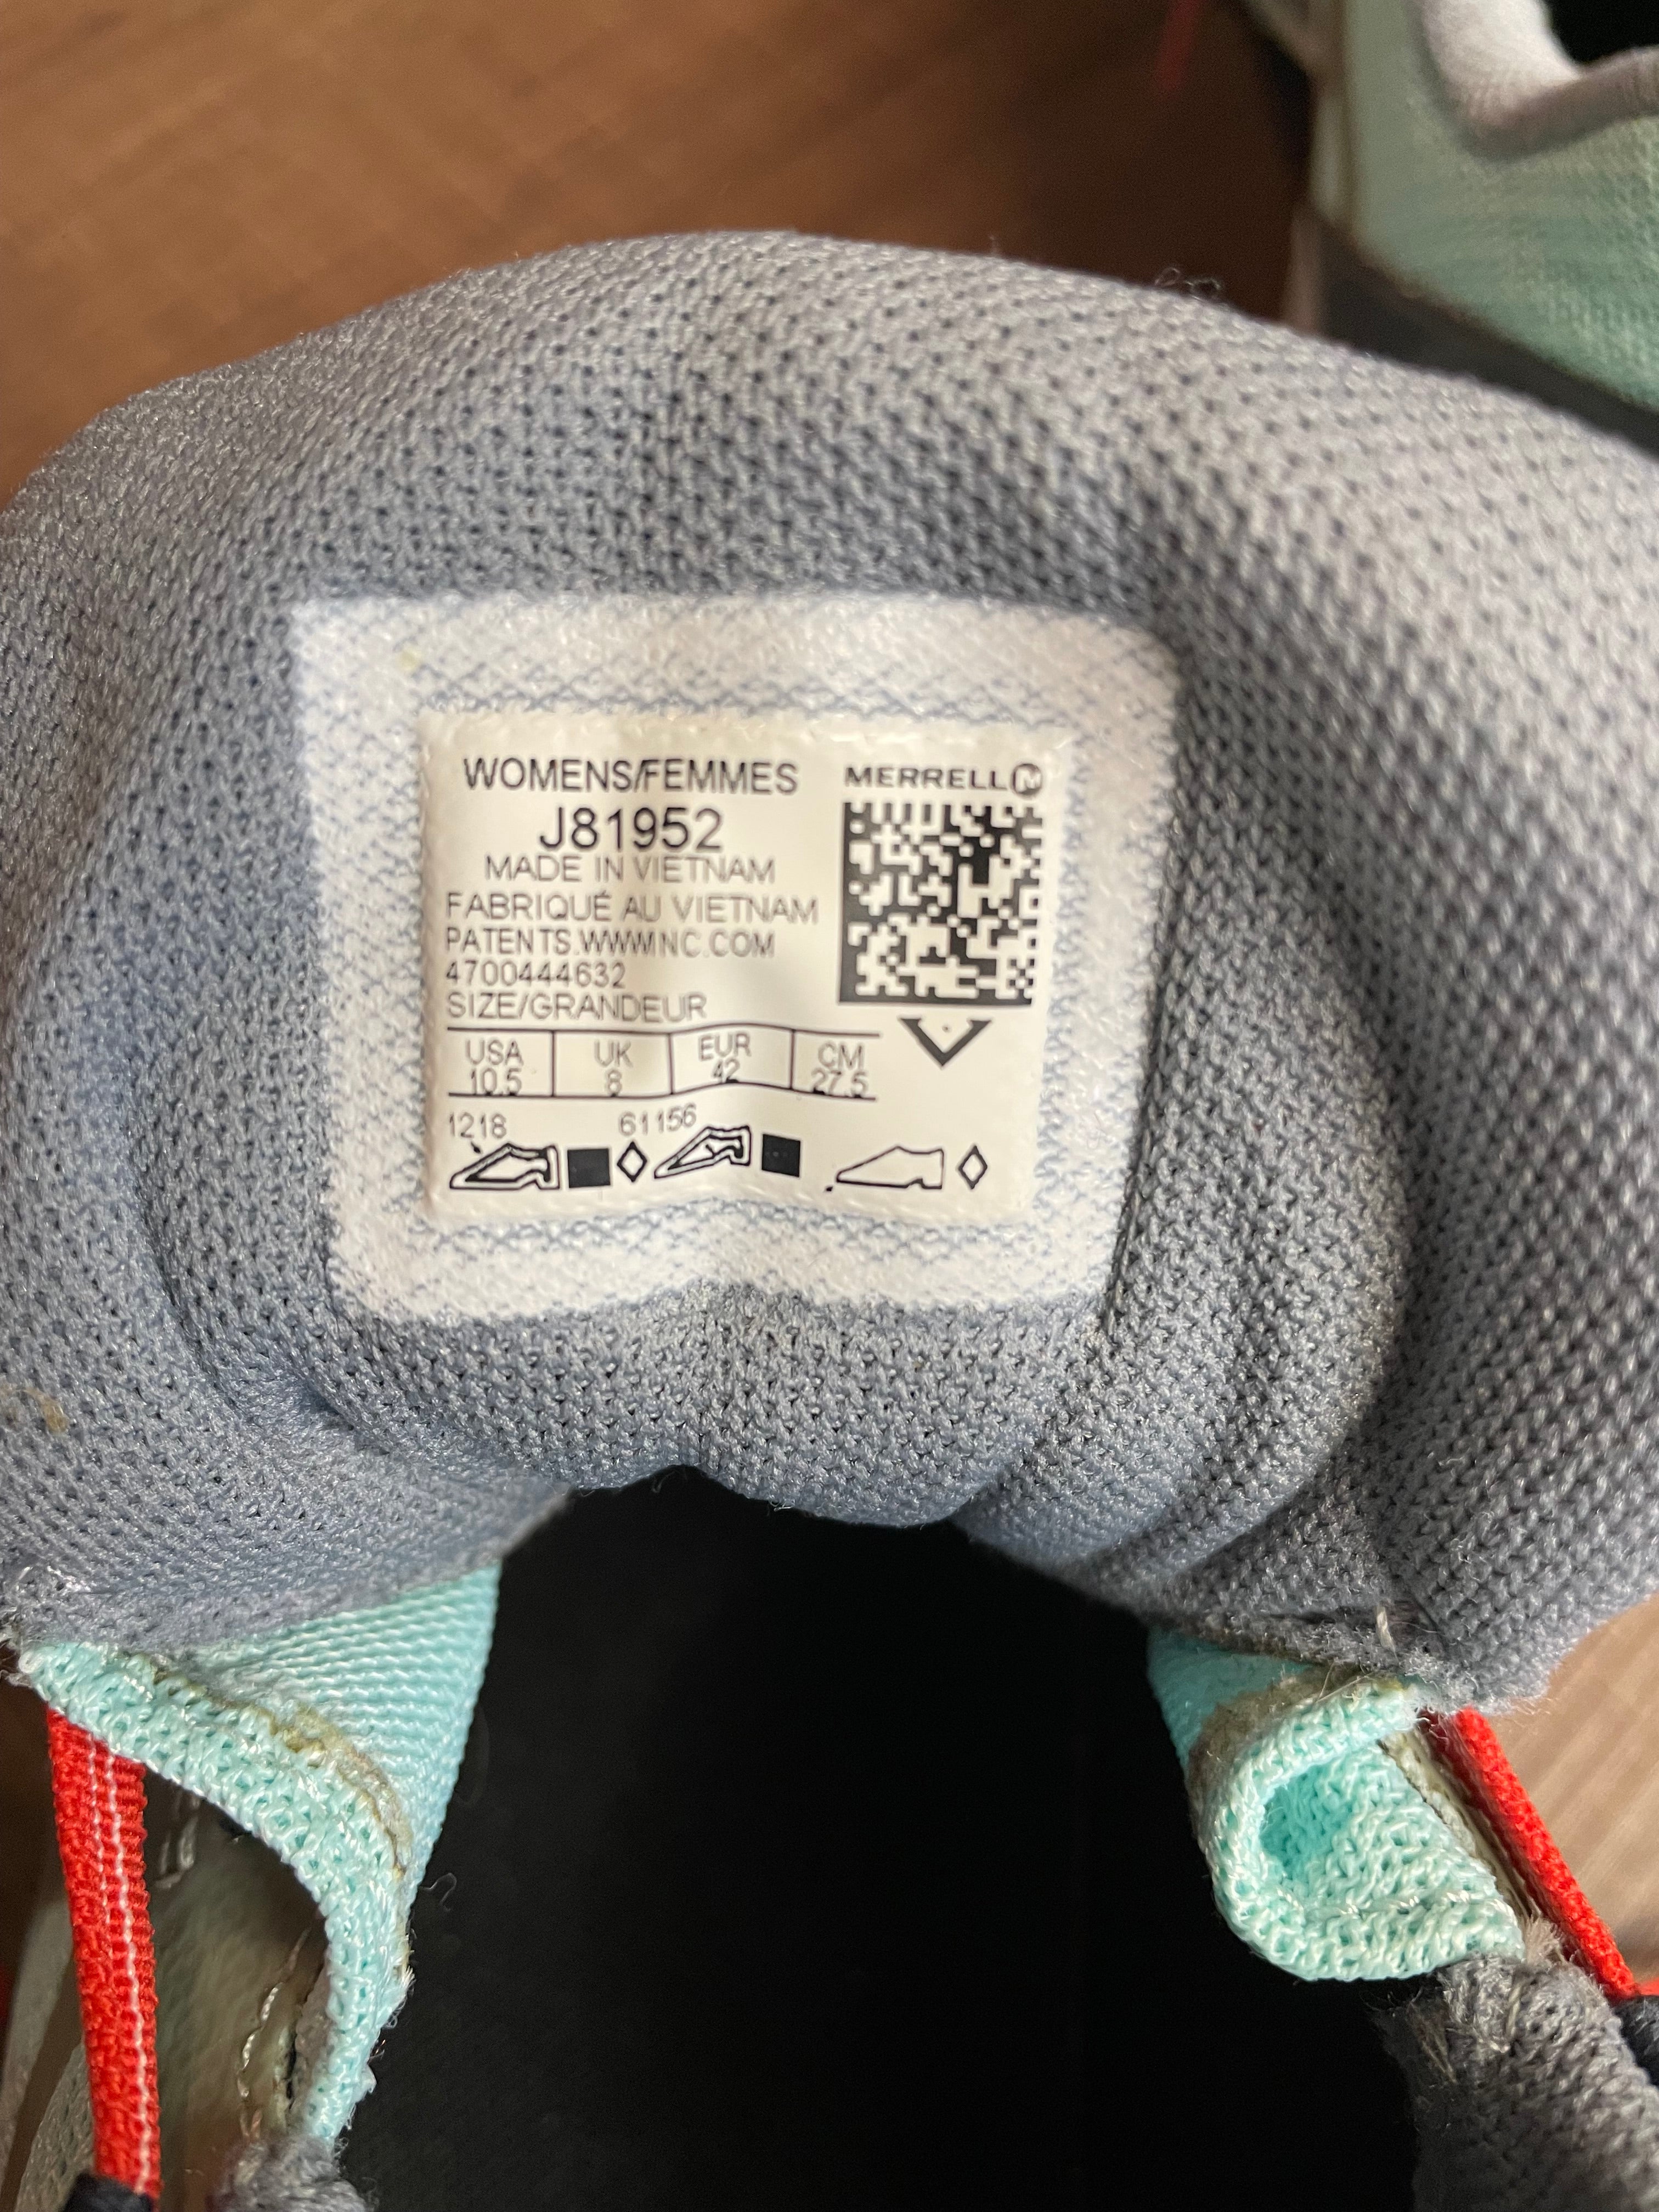 WOMENS/FEMMES
J81952
MADE IN VIETNAM
FABRIQUÉ AU VIETNAM
PATENTS.WWWINC.COM
4700444632
SIZE/GRANDEUR
USA UK EUR CM
10.5 8 42 27.5
1218 61156
MERRELL